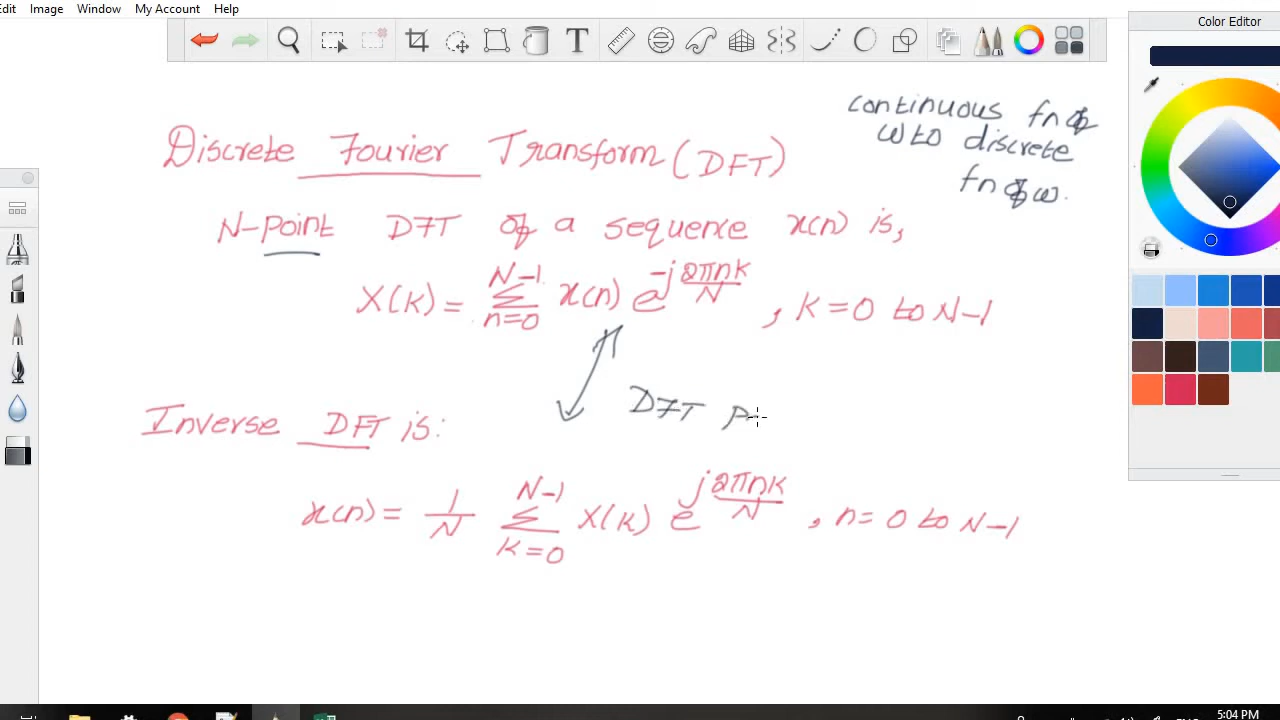 Edit Image Window My Account Help
Color Editor
continuous fn of
ω to discrete
fn of ω.
Discrete Fourier Transform (DFT)
N-point DFT of a sequence x(n) is,
X(k) = N-1 Σ n=0 x(n) e^-j2πnk/N , k = 0 to N-1
DFT P
Inverse DFT is:
x(n) = 1/N N-1 Σ k=0 X(k) e^j2πnk/N , n = 0 to N-1
5:04 PM